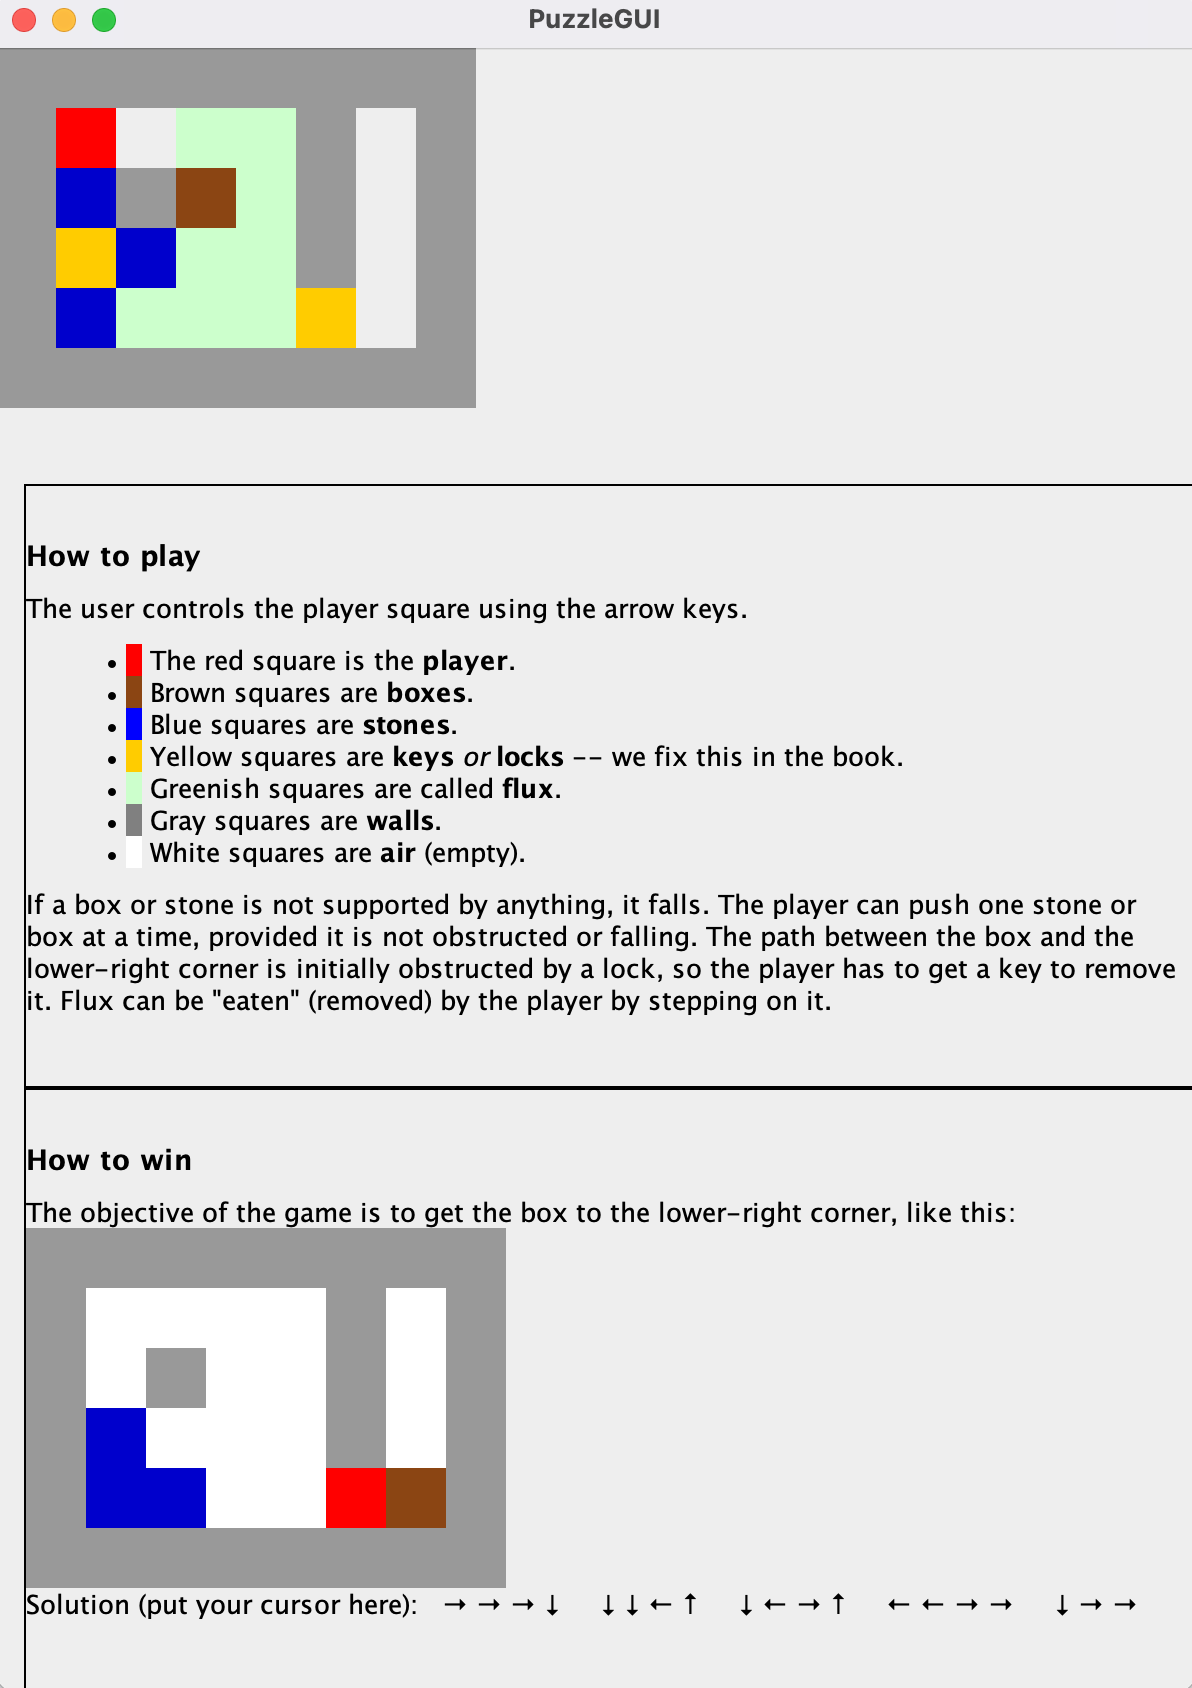 PuzzleGUI
How to play
The user controls the player square using the arrow keys.
• The red square is the player.
• Brown squares are boxes.
• Blue squares are stones.
• Yellow squares are keys or locks -- we fix this in the book.
• Greenish squares are called flux.
• Gray squares are walls.
• White squares are air (empty).
If a box or stone is not supported by anything, it falls. The player can push one stone or
box at a time, provided it is not obstructed or falling. The path between the box and the
lower-right corner is initially obstructed by a lock, so the player has to get a key to remove
it. Flux can be "eaten" (removed) by the player by stepping on it.
How to win
The objective of the game is to get the box to the lower-right corner, like this:
Solution (put your cursor here): → → → ↓ ↓ ↓ ← ↑ ↓ ← → ↑ ← ← → → ↓ → →